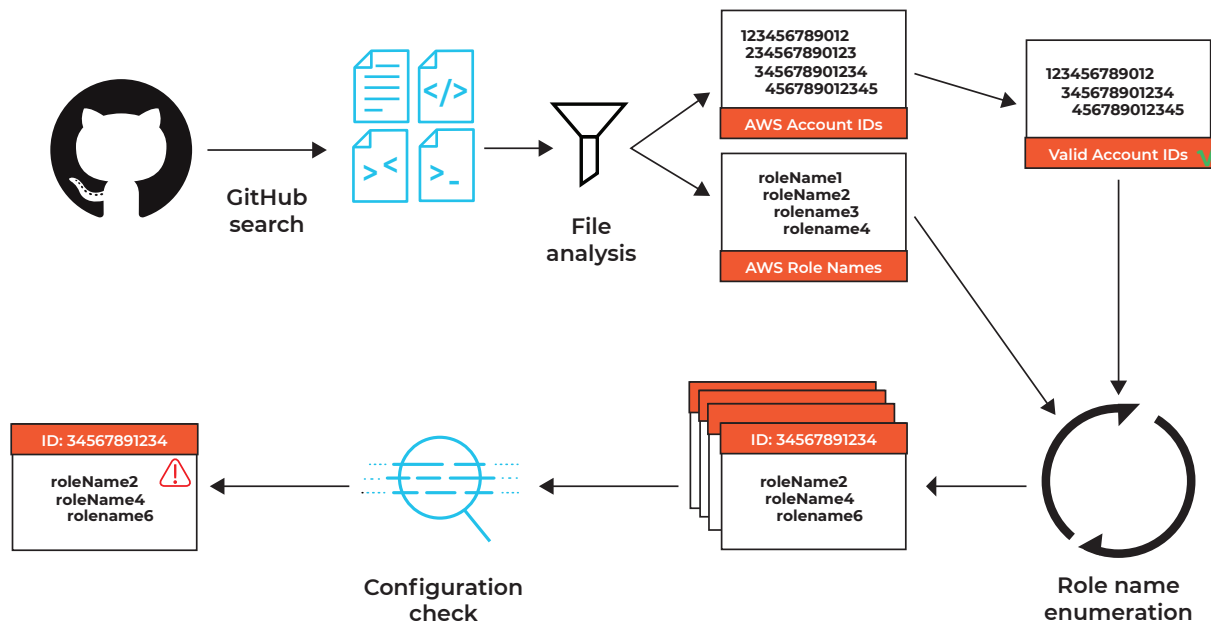 GitHub
search
</>
> <
>_
File
analysis
123456789012
234567890123
345678901234
456789012345
AWS Account IDs
roleName1
roleName2
rolename3
rolename4
AWS Role Names
123456789012
345678901234
456789012345
Valid Account IDs
ID: 34567891234
roleName2
roleName4
rolename6
Configuration
check
ID: 34567891234
roleName2
roleName4
rolename6
Role name
enumeration